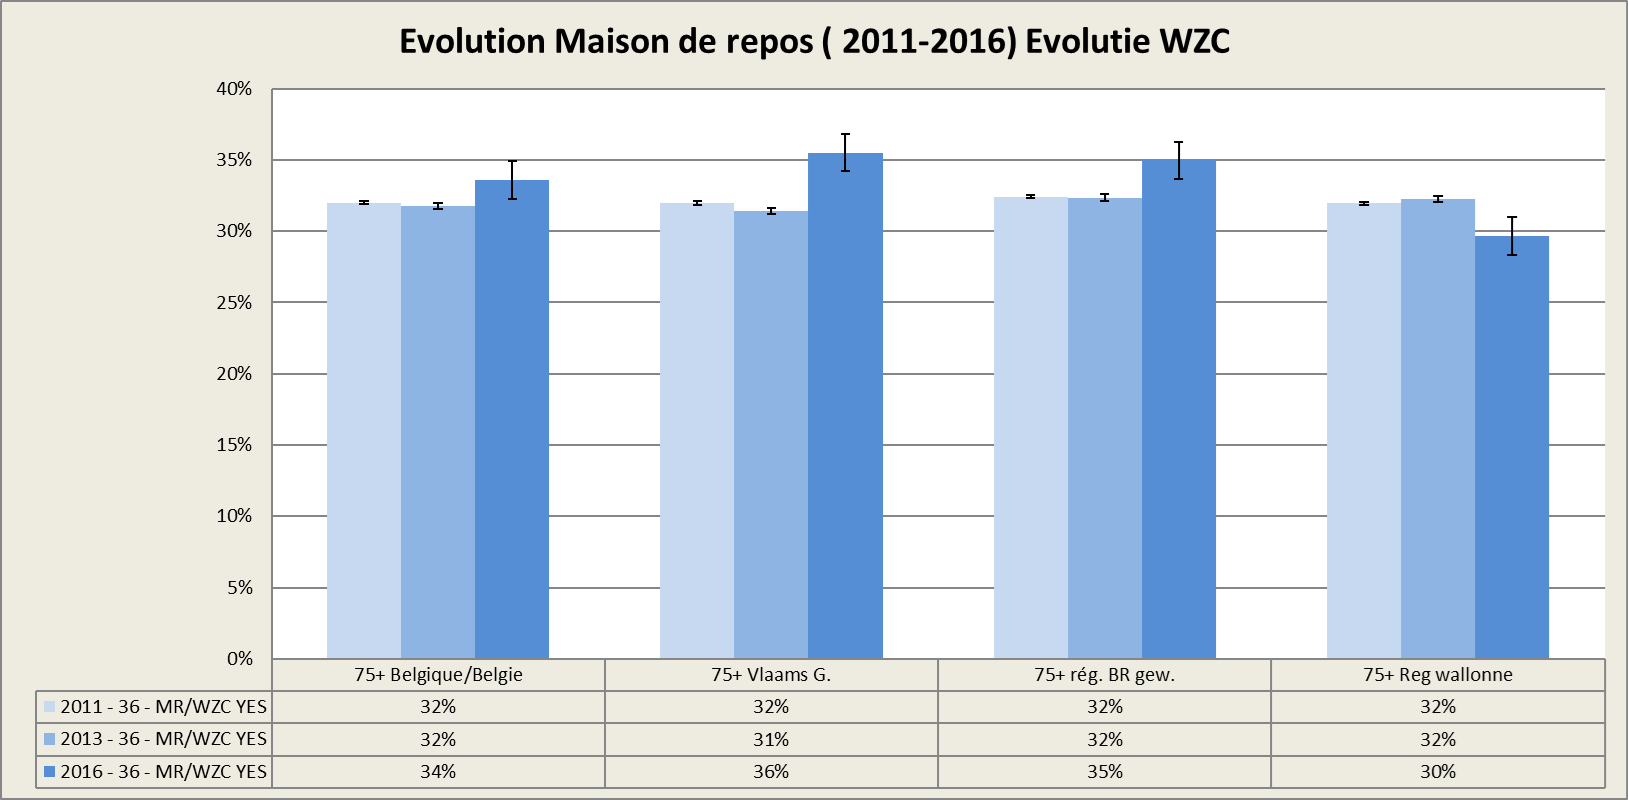 Evolution Maison de repos ( 2011-2016) Evolutie WZC
40%
35%
30%
25%
20%
15%
10%
5%
0%
75+ Belgique/Belgie 75+ Vlaams G. 75+ rég. BR gew. 75+ Reg wallonne
2011 - 36 - MR/WZC YES 32% 32% 32% 32%
2013 - 36 - MR/WZC YES 32% 31% 32% 32%
2016 - 36 - MR/WZC YES 34% 36% 35% 30%